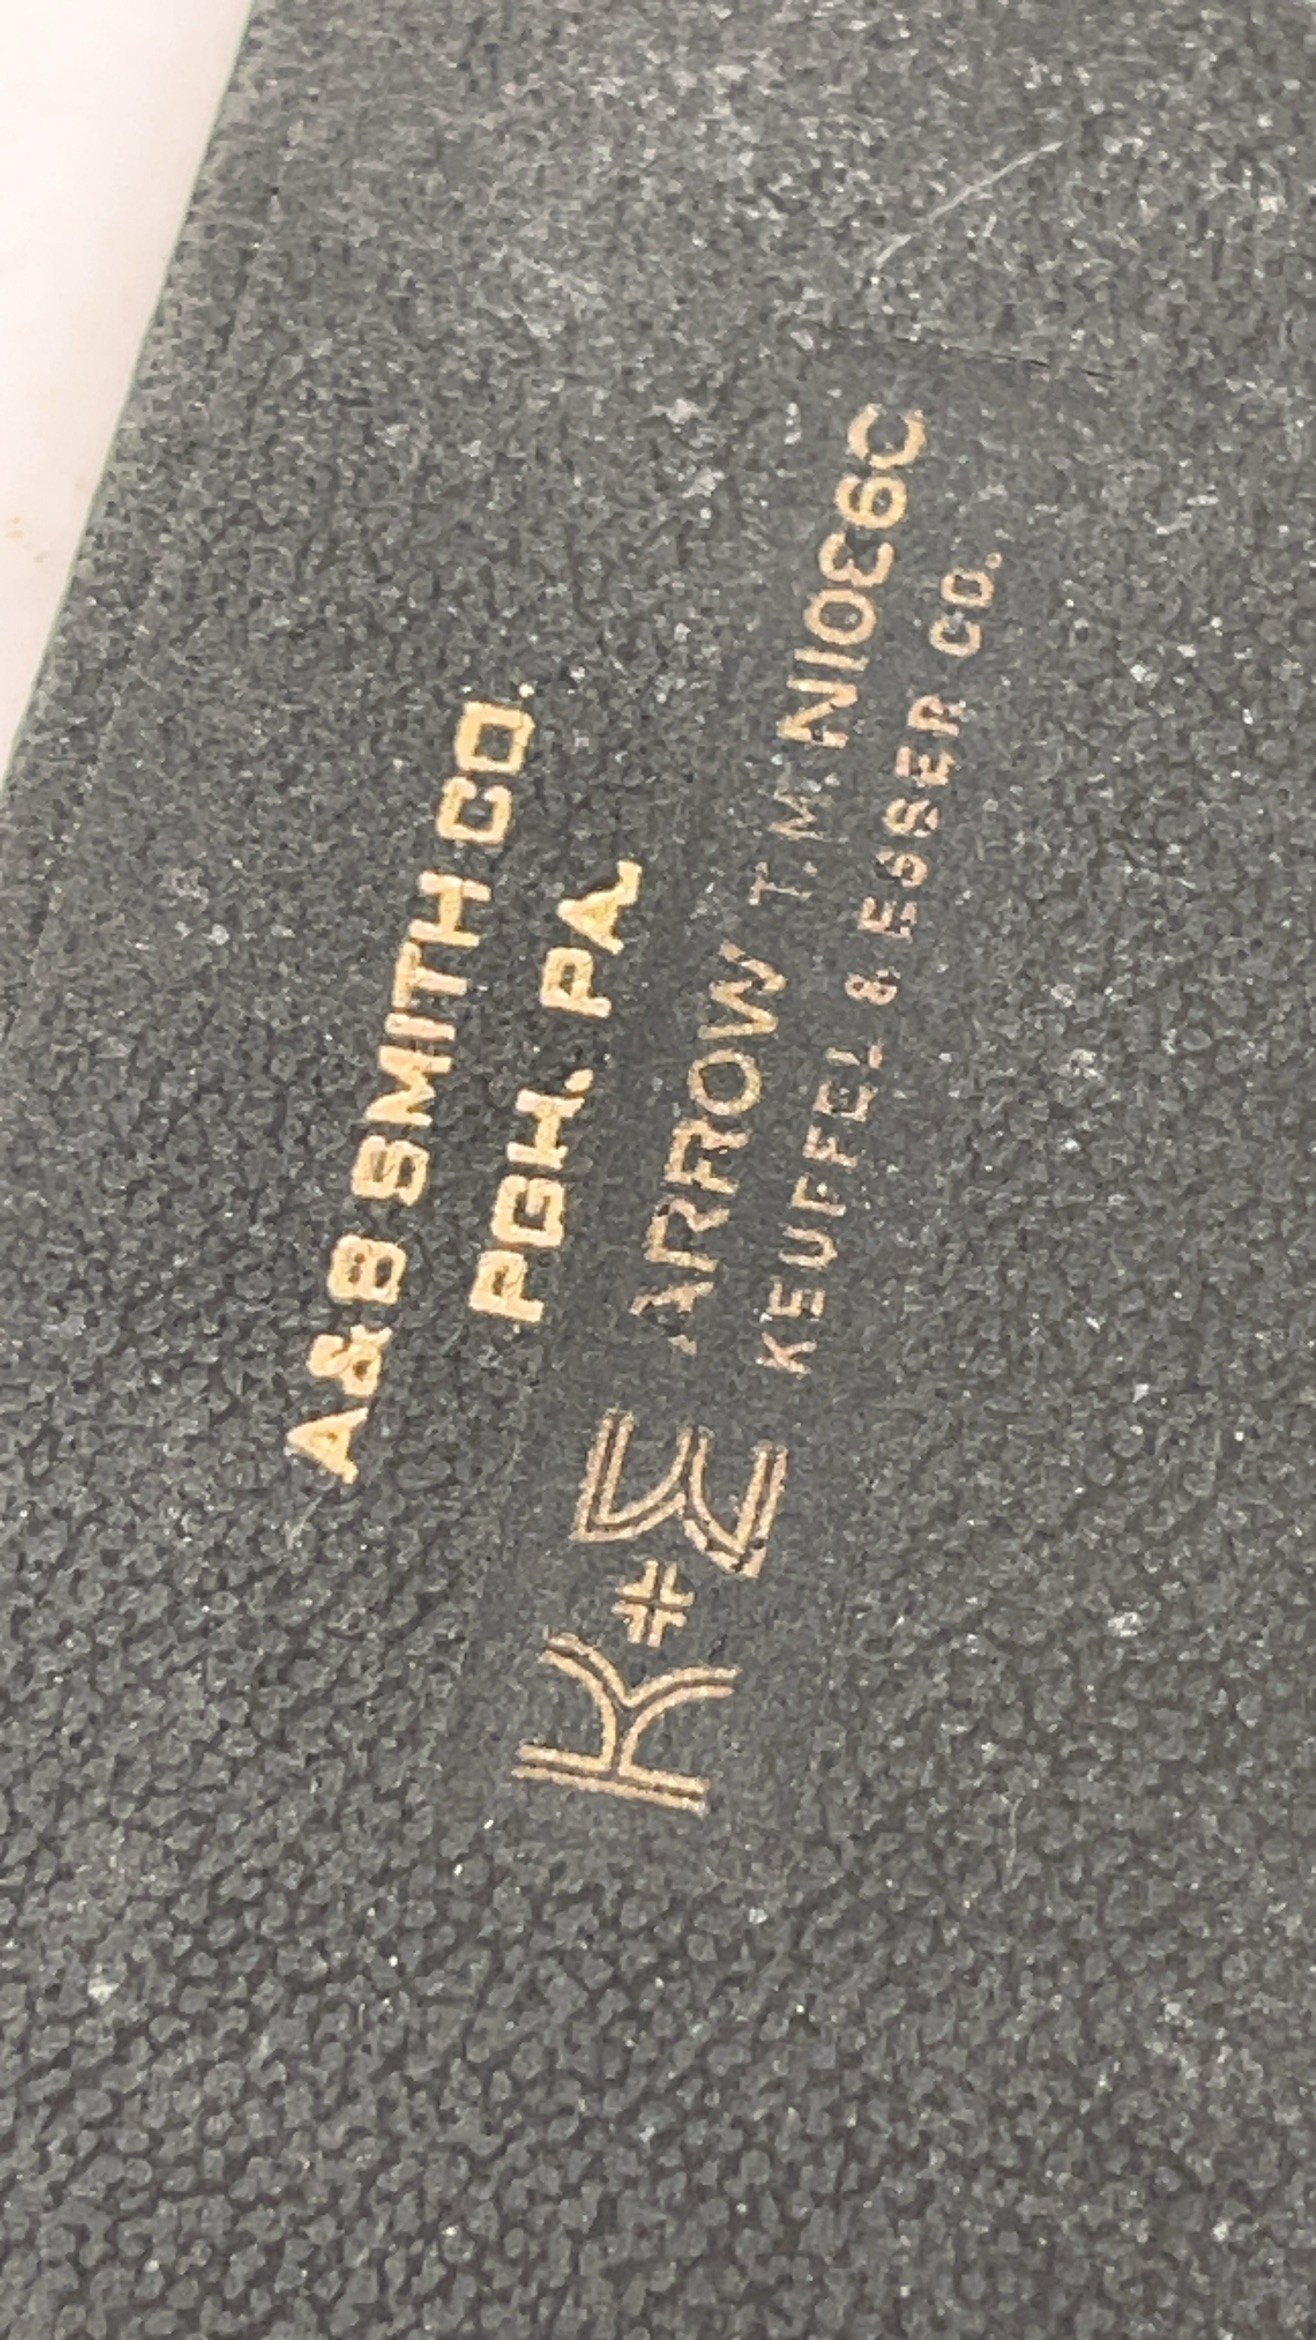 A & B SMITH CO.
PGH. PA.
K+E ARROW T.M. N1036C
KEUFFEL & ESSER CO.